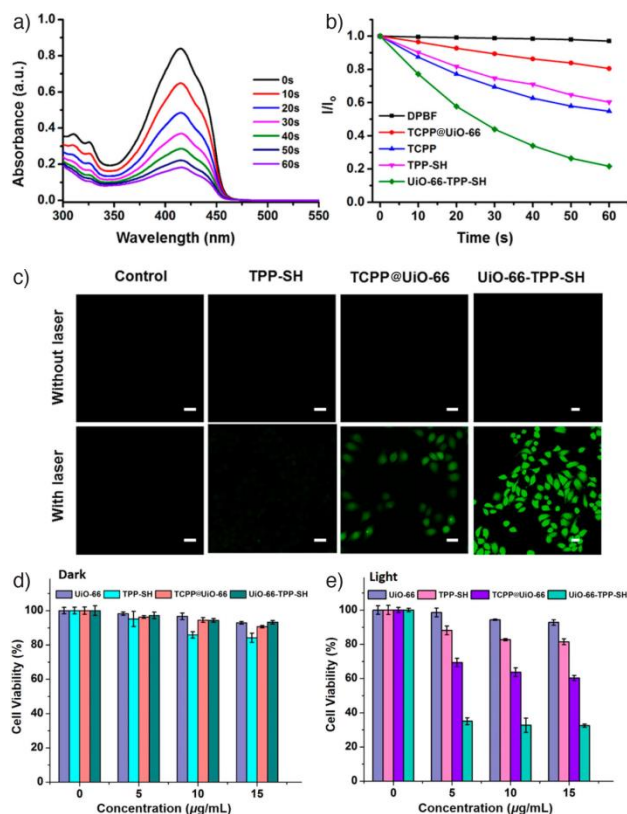 a)
Absorbance (a.u.)
1.0
0.8
0.6
0.4
0.2
0.0
300 350 400 450 500 550
Wavelength (nm)
0s
10s
20s
30s
40s
50s
60s
b)
I/I₀
1.0
0.8
0.6
0.4
0.2
0.0
0 10 20 30 40 50 60
Time (s)
DPBF
TCPP@UiO-66
TCPP
TPP-SH
UiO-66-TPP-SH
c)
Control TPP-SH TCPP@UiO-66 UiO-66-TPP-SH
Without laser
With laser
d)
Dark
UiO-66 TPP-SH TCPP@UiO-66 UiO-66-TPP-SH
Cell Viability (%)
100
80
60
40
20
0
0 5 10 15
Concentration (µg/mL)
e)
Light
UiO-66 TPP-SH TCPP@UiO-66 UiO-66-TPP-SH
Cell Viability (%)
100
80
60
40
20
0
0 5 10 15
Concentration (µg/mL)